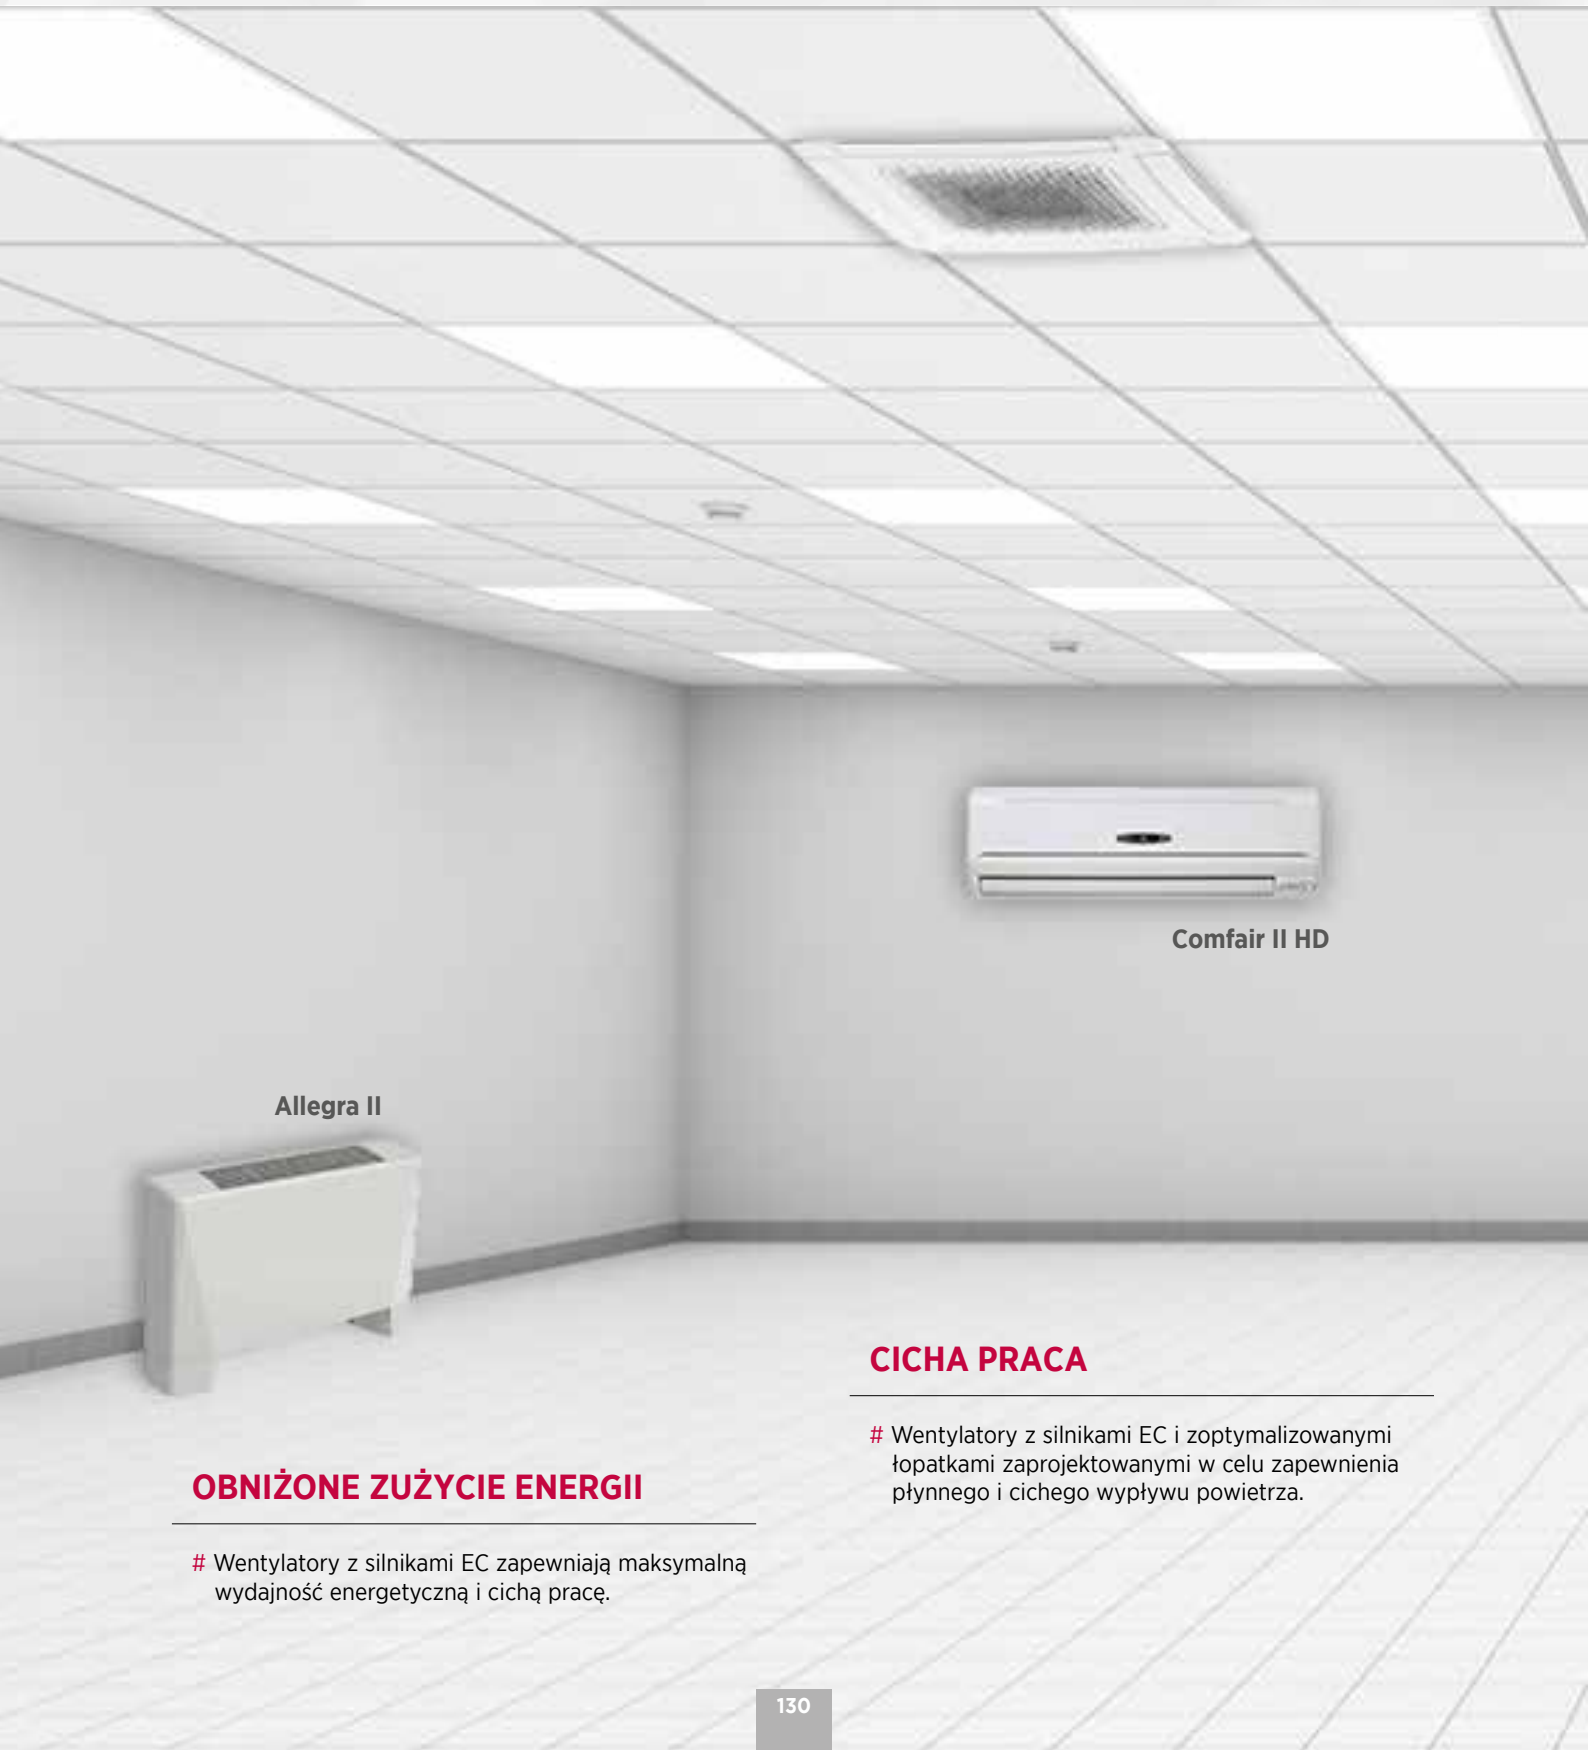 Comfair II HD
Allegra II
CICHA PRACA
# Wentylatory z silnikami EC i zoptymalizowanymi
łopatkami zaprojektowanymi w celu zapewnienia
płynnego i cichego wypływu powietrza.
OBNIŻONE ZUŻYCIE ENERGII
# Wentylatory z silnikami EC zapewniają maksymalną
wydajność energetyczną i cichą pracę.
130